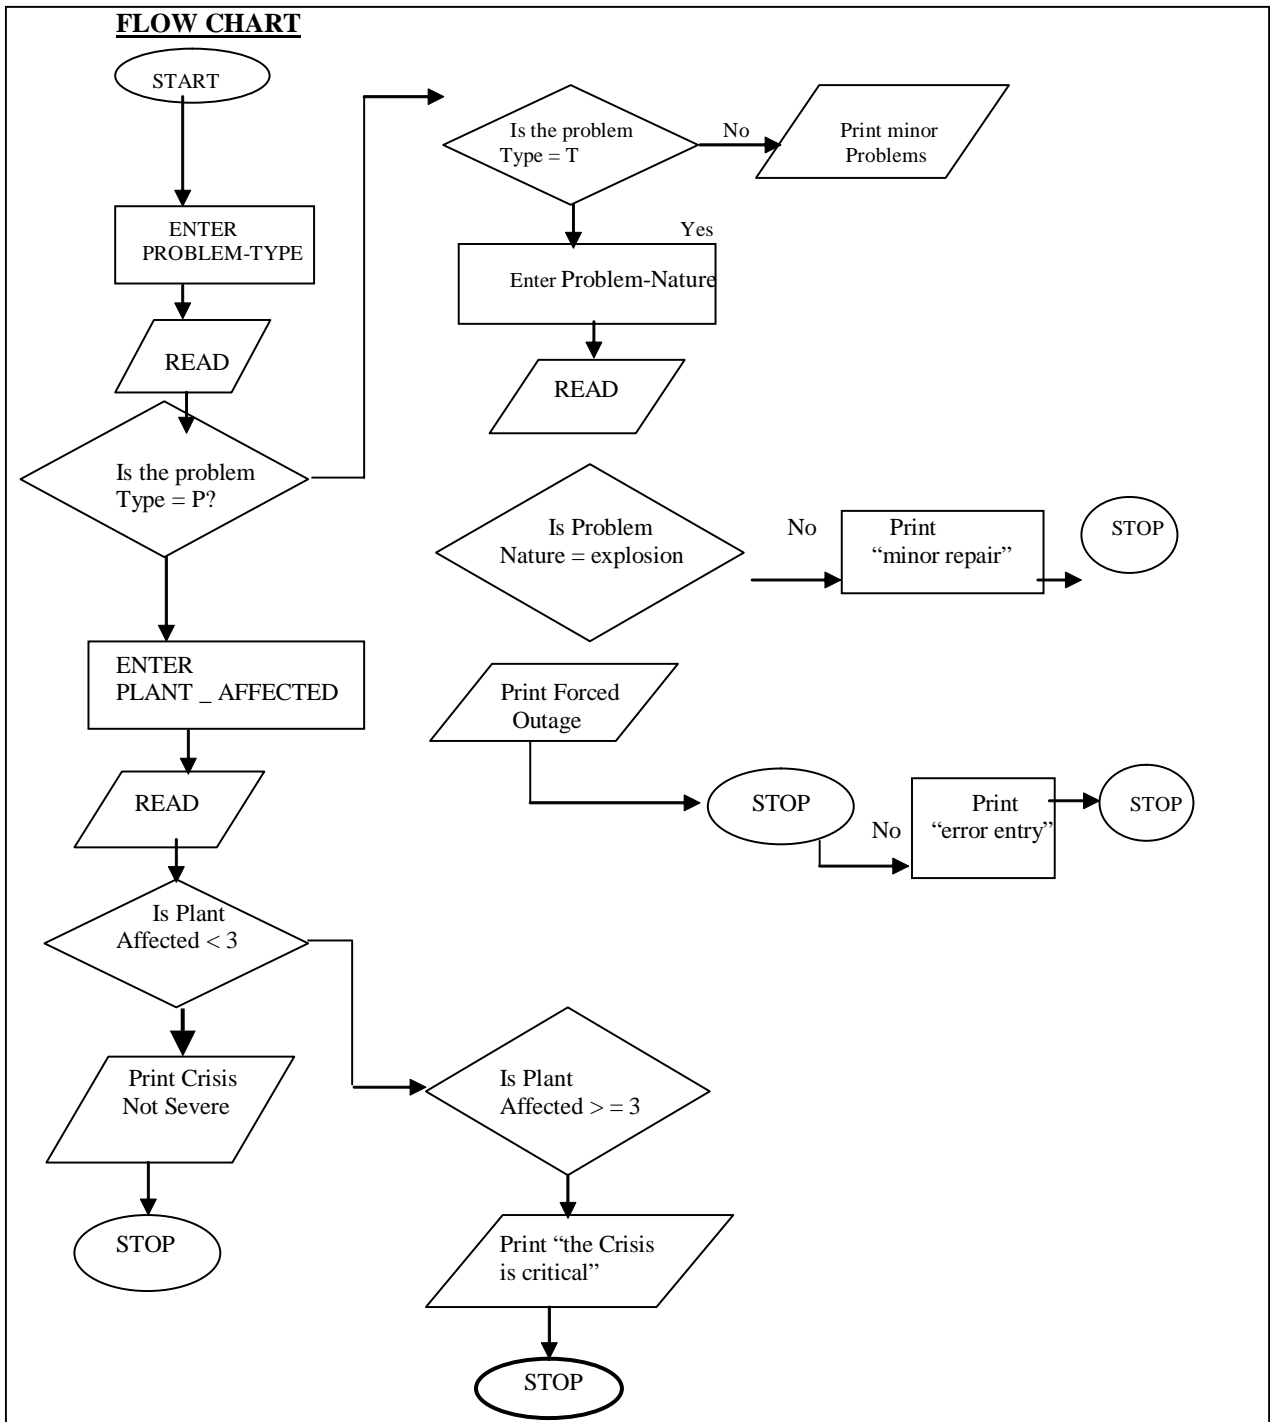 FLOW CHART
START
ENTER
PROBLEM-TYPE
READ
Is the problem
Type = P?
ENTER
PLANT _ AFFECTED
READ
Is Plant
Affected < 3
Print Crisis
Not Severe
STOP
Is the problem
Type = T
No
Print minor
Problems
Yes
Enter Problem-Nature
READ
Is Problem
Nature = explosion
No
Print
“minor repair”
STOP
Print Forced
Outage
STOP
No
Print
“error entry”
STOP
Is Plant
Affected > = 3
Print “the Crisis
is critical”
STOP